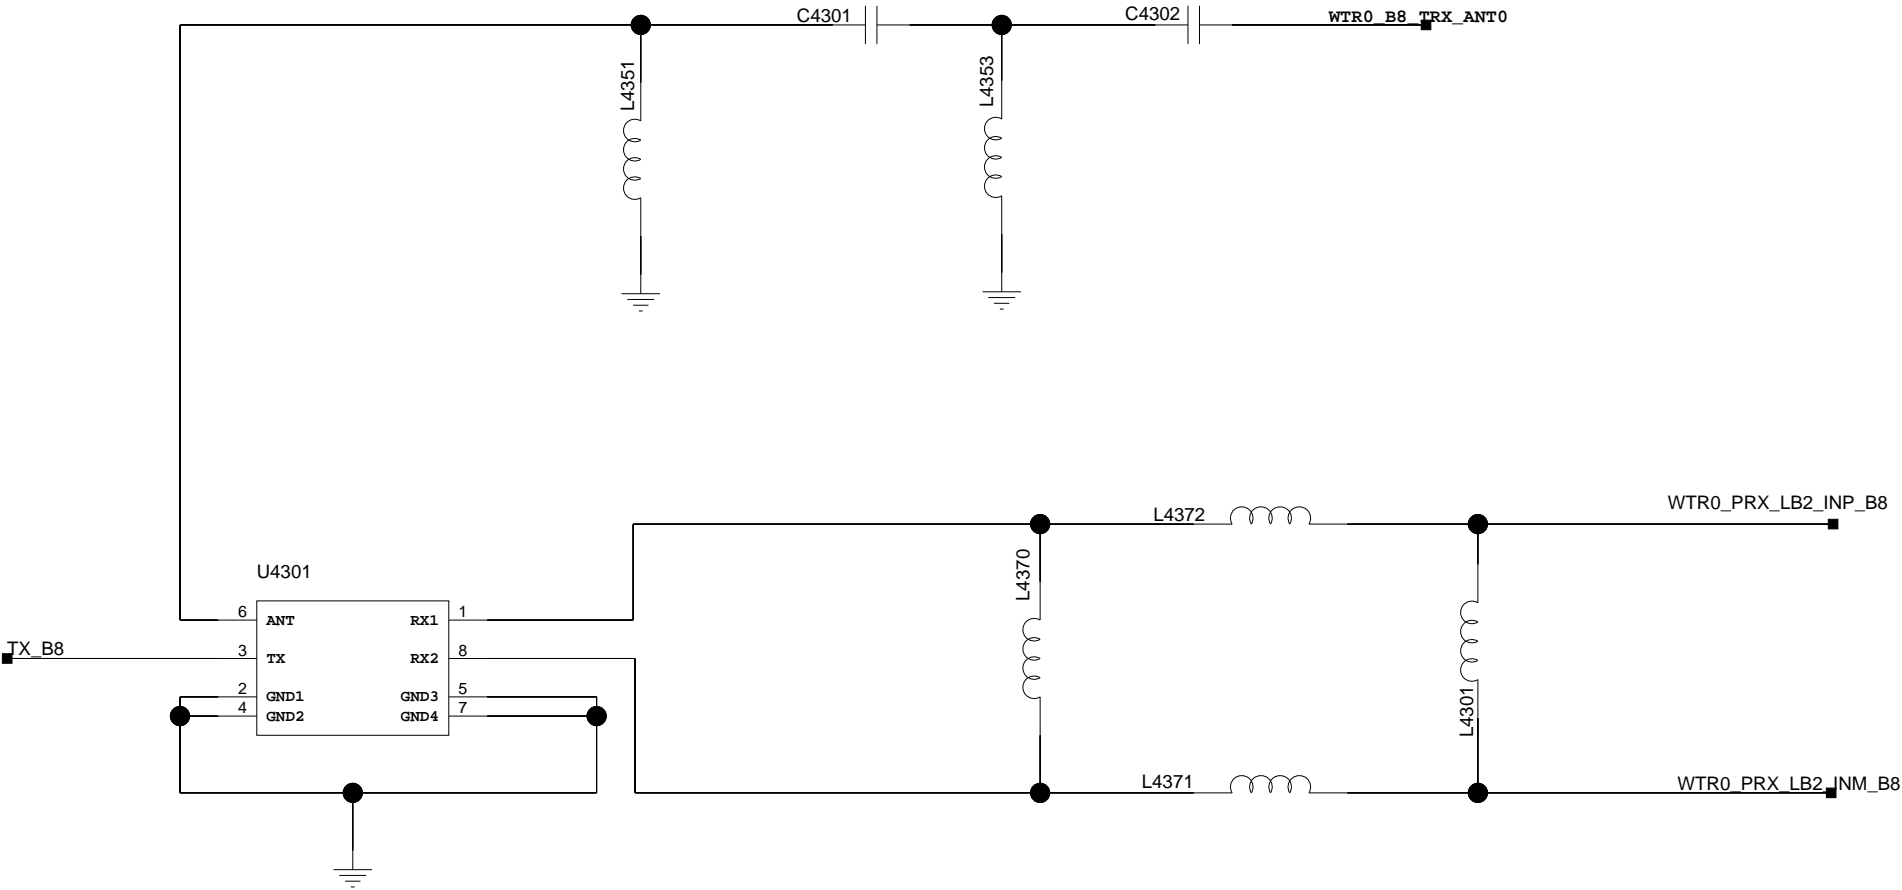 C4301
C4302
WTR0_B8_TRX_ANT0
L4351
L4353
WTR0_PRX_LB2_INP_B8
L4372
L4370
U4301
6 ANT RX1 1
TX_B8
3 TX RX2 8
2 GND1 GND3 5
4 GND2 GND4 7
L4301
L4371
WTR0_PRX_LB2_INM_B8